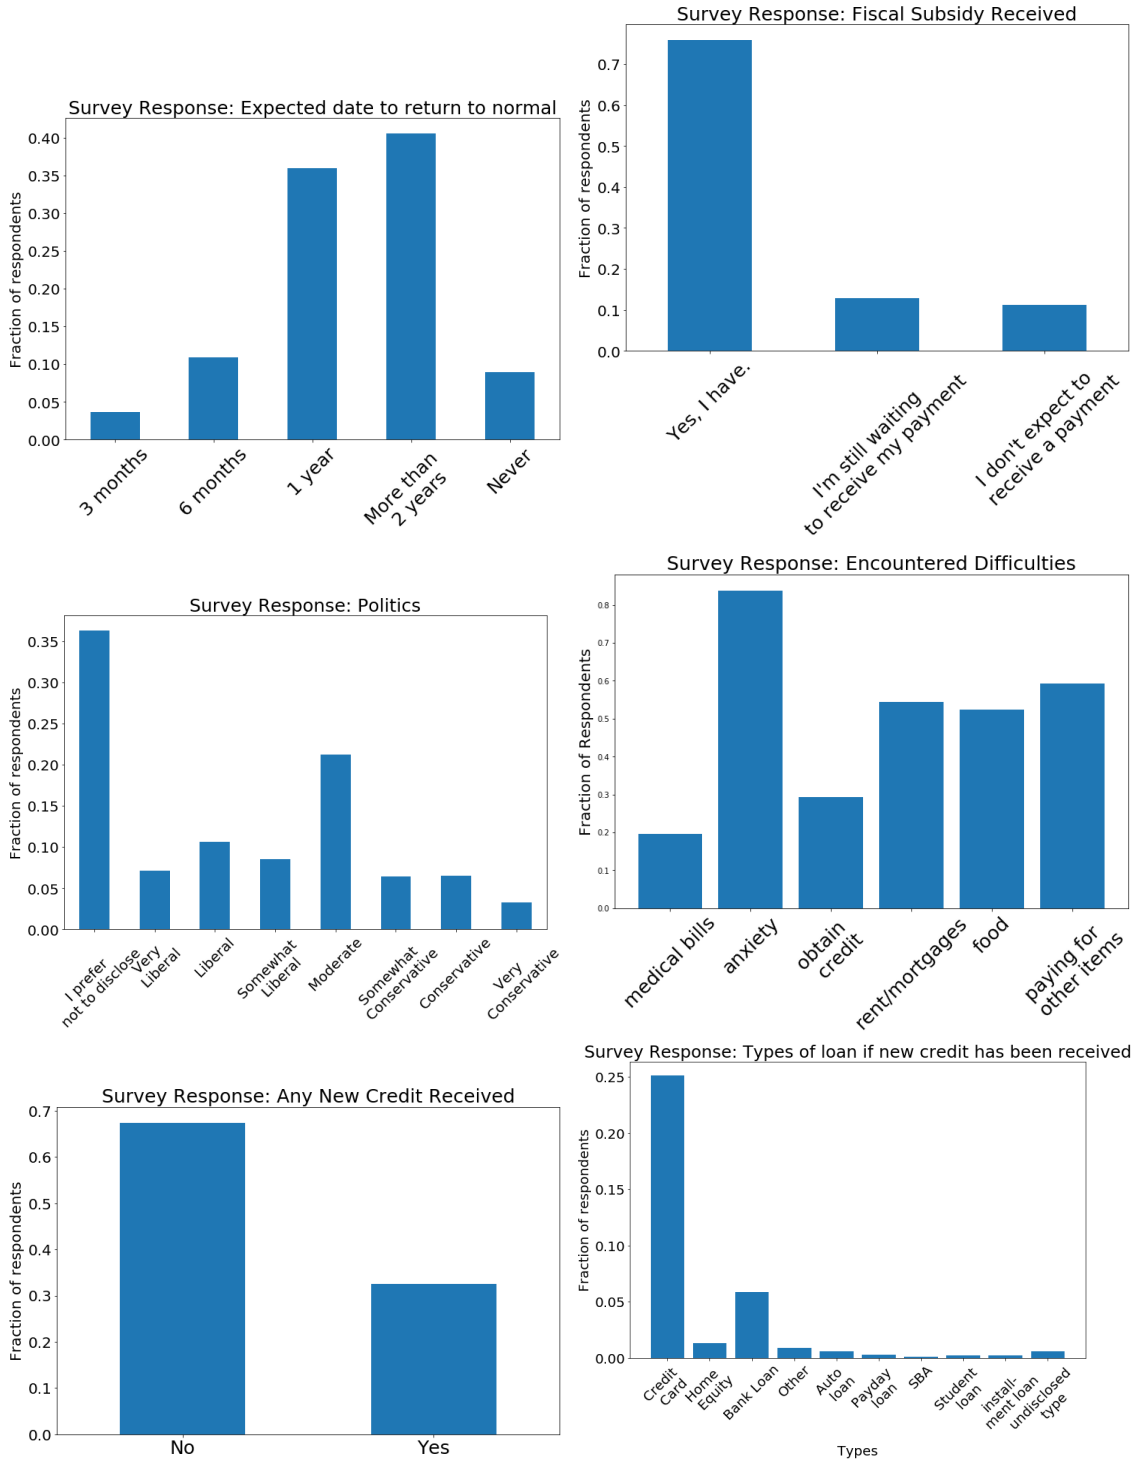 Survey Response: Expected date to return to normal
Fraction of respondents
0.40
0.35
0.30
0.25
0.20
0.15
0.10
0.05
0.00
3 months
6 months
1 year
More than
2 years
Never
Survey Response: Fiscal Subsidy Received
Fraction of respondents
0.7
0.6
0.5
0.4
0.3
0.2
0.1
0.0
Yes, I have.
I'm still waiting
to receive my payment
I don't expect to
receive a payment
Survey Response: Politics
Fraction of respondents
0.35
0.30
0.25
0.20
0.15
0.10
0.05
0.00
I prefer
not to disclose
Very
Liberal
Liberal
Somewhat
Liberal
Moderate
Somewhat
Conservative
Conservative
Very
Conservative
Survey Response: Encountered Difficulties
Fraction of Respondents
0.8
0.7
0.6
0.5
0.4
0.3
0.2
0.1
0.0
medical bills
anxiety
obtain
credit
rent/mortgages
food
paying for
other items
Survey Response: Any New Credit Received
Fraction of respondents
0.7
0.6
0.5
0.4
0.3
0.2
0.1
0.0
No
Yes
Survey Response: Types of loan if new credit has been received
Fraction of respondents
0.25
0.20
0.15
0.10
0.05
0.00
Credit
Card
Home
Equity
Bank Loan
Other
Auto
loan
Payday
loan
SBA
Student
loan
install-
ment loan
undisclosed
type
Types